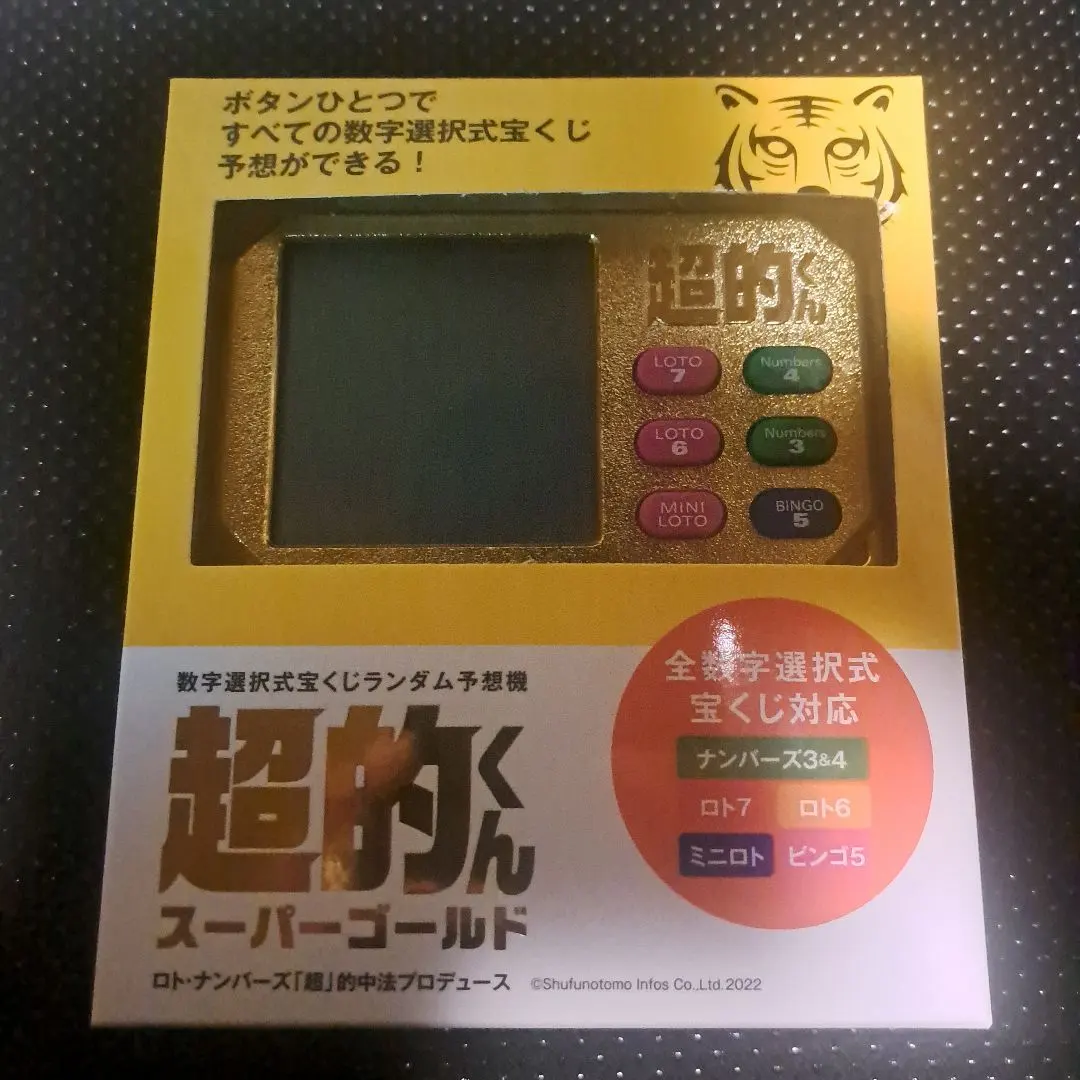 ボタンひとつで
すべての数字選択式宝くじ
予想ができる！
超的くん
LOTO
7
Numbers
4
LOTO
6
Numbers
3
MINI
LOTO
BINGO
5
数字選択式宝くじランダム予想機
超的くん
スーパーゴールド
ロト・ナンバーズ「超」的中法プロデュース
©Shufunotomo Infos Co.,Ltd. 2022
全数字選択式
宝くじ対応
ナンバーズ3&4
ロト7 ロト6
ミニロト ビンゴ5